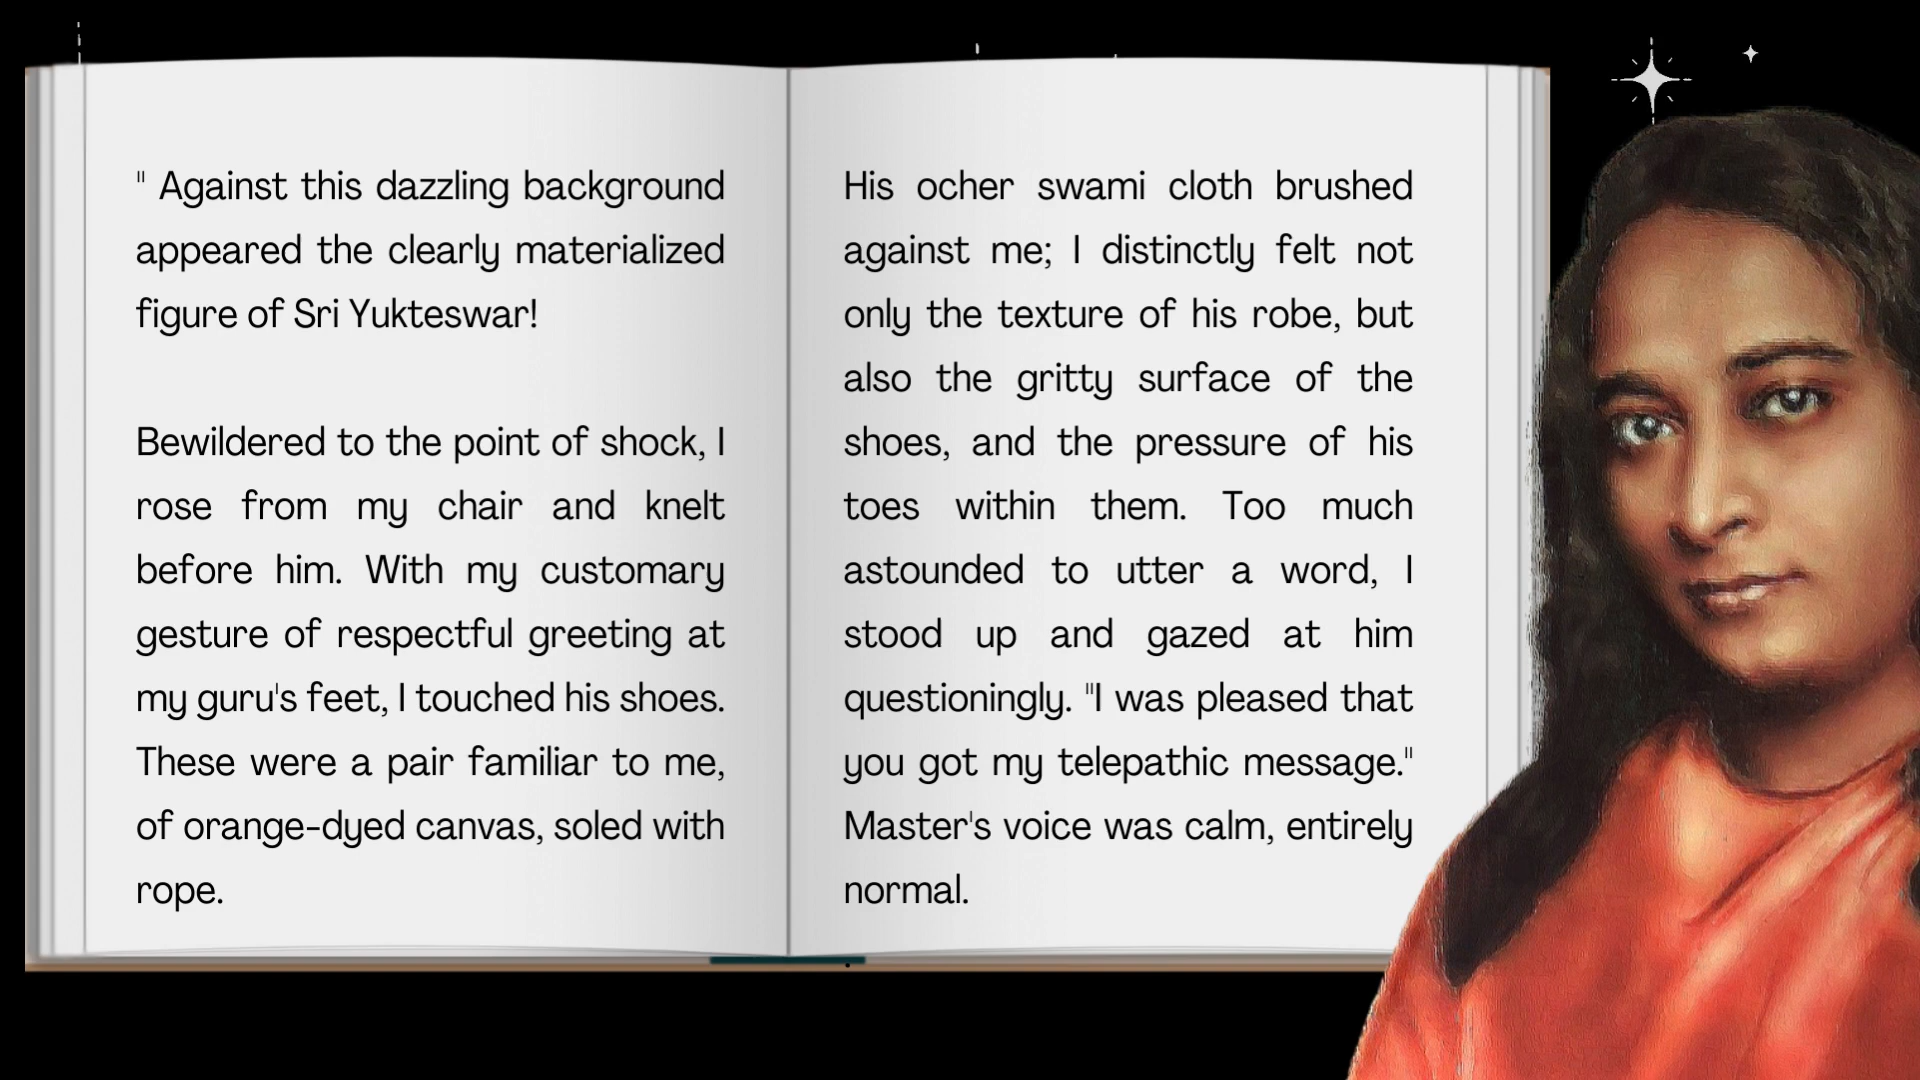 " Against this dazzling background
appeared the clearly materialized
figure of Sri Yukteswar!
Bewildered to the point of shock, I
rose from my chair and knelt
before him. With my customary
gesture of respectful greeting at
my guru's feet, I touched his shoes.
These were a pair familiar to me,
of orange-dyed canvas, soled with
rope.
His ocher swami cloth brushed
against me; I distinctly felt not
only the texture of his robe, but
also the gritty surface of the
shoes, and the pressure of his
toes within them. Too much
astounded to utter a word, I
stood up and gazed at him
questioningly. "I was pleased that
you got my telepathic message."
Master's voice was calm, entirely
normal.